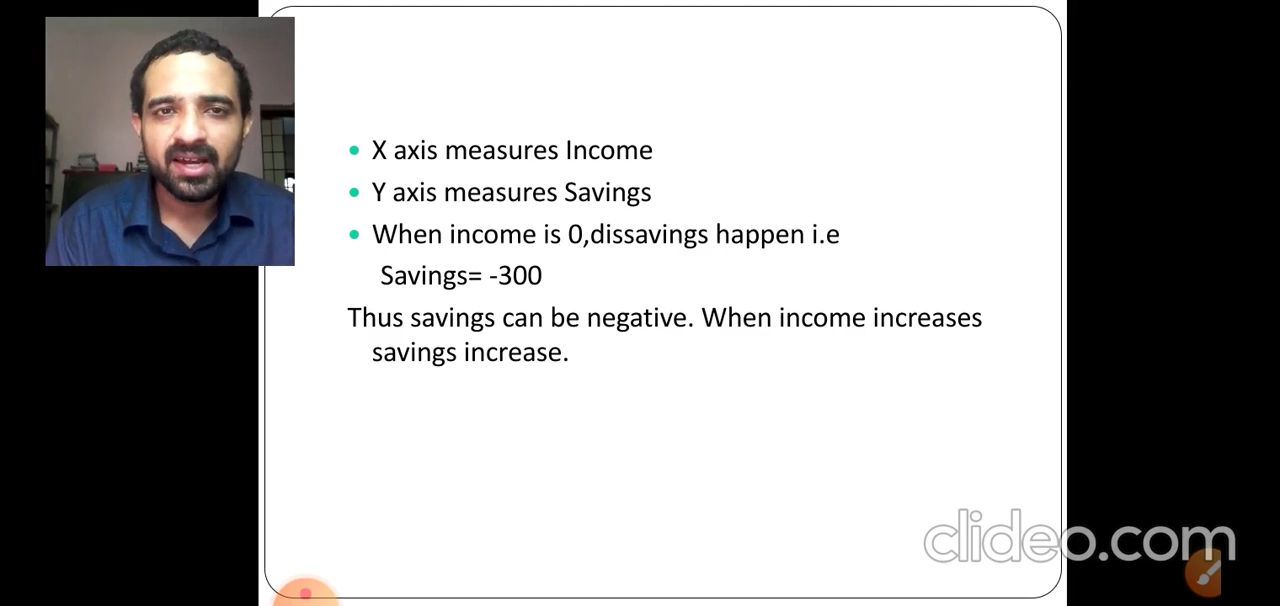 X axis measures Income
Y axis measures Savings
When income is 0,dissavings happen i.e
Savings= -300
Thus savings can be negative. When income increases
savings increase.
clideo.com